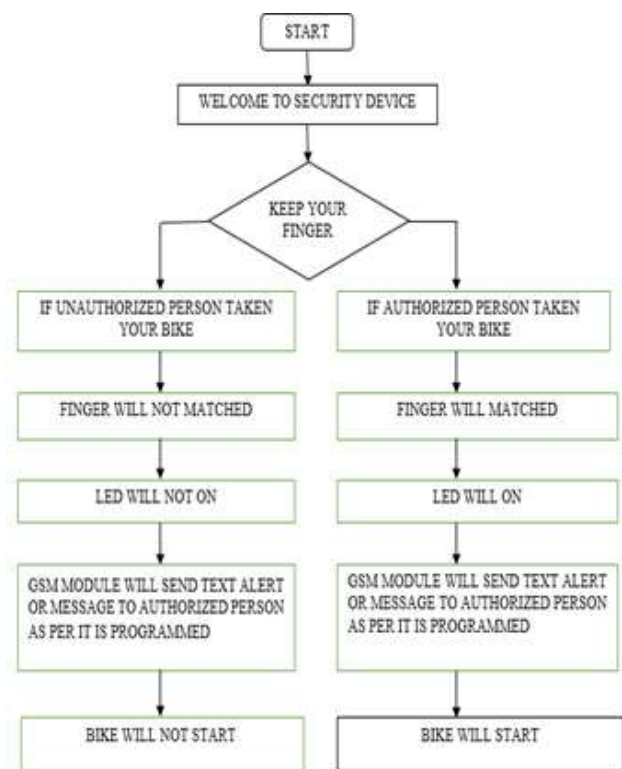 START
WELCOME TO SECURITY DEVICE
KEEP YOUR
FINGER
IF UNAUTHORIZED PERSON TAKEN
YOUR BIKE
FINGER WILL NOT MATCHED
LED WILL NOT ON
GSM MODULE WILL SEND TEXT ALERT
OR MESSAGE TO AUTHORIZED PERSON
AS PER IT IS PROGRAMMED
BIKE WILL NOT START
IF AUTHORIZED PERSON TAKEN
YOUR BIKE
FINGER WILL MATCHED
LED WILL ON
GSM MODULE WILL SEND TEXT ALERT
OR MESSAGE TO AUTHORIZED PERSON
AS PER IT IS PROGRAMMED
BIKE WILL START